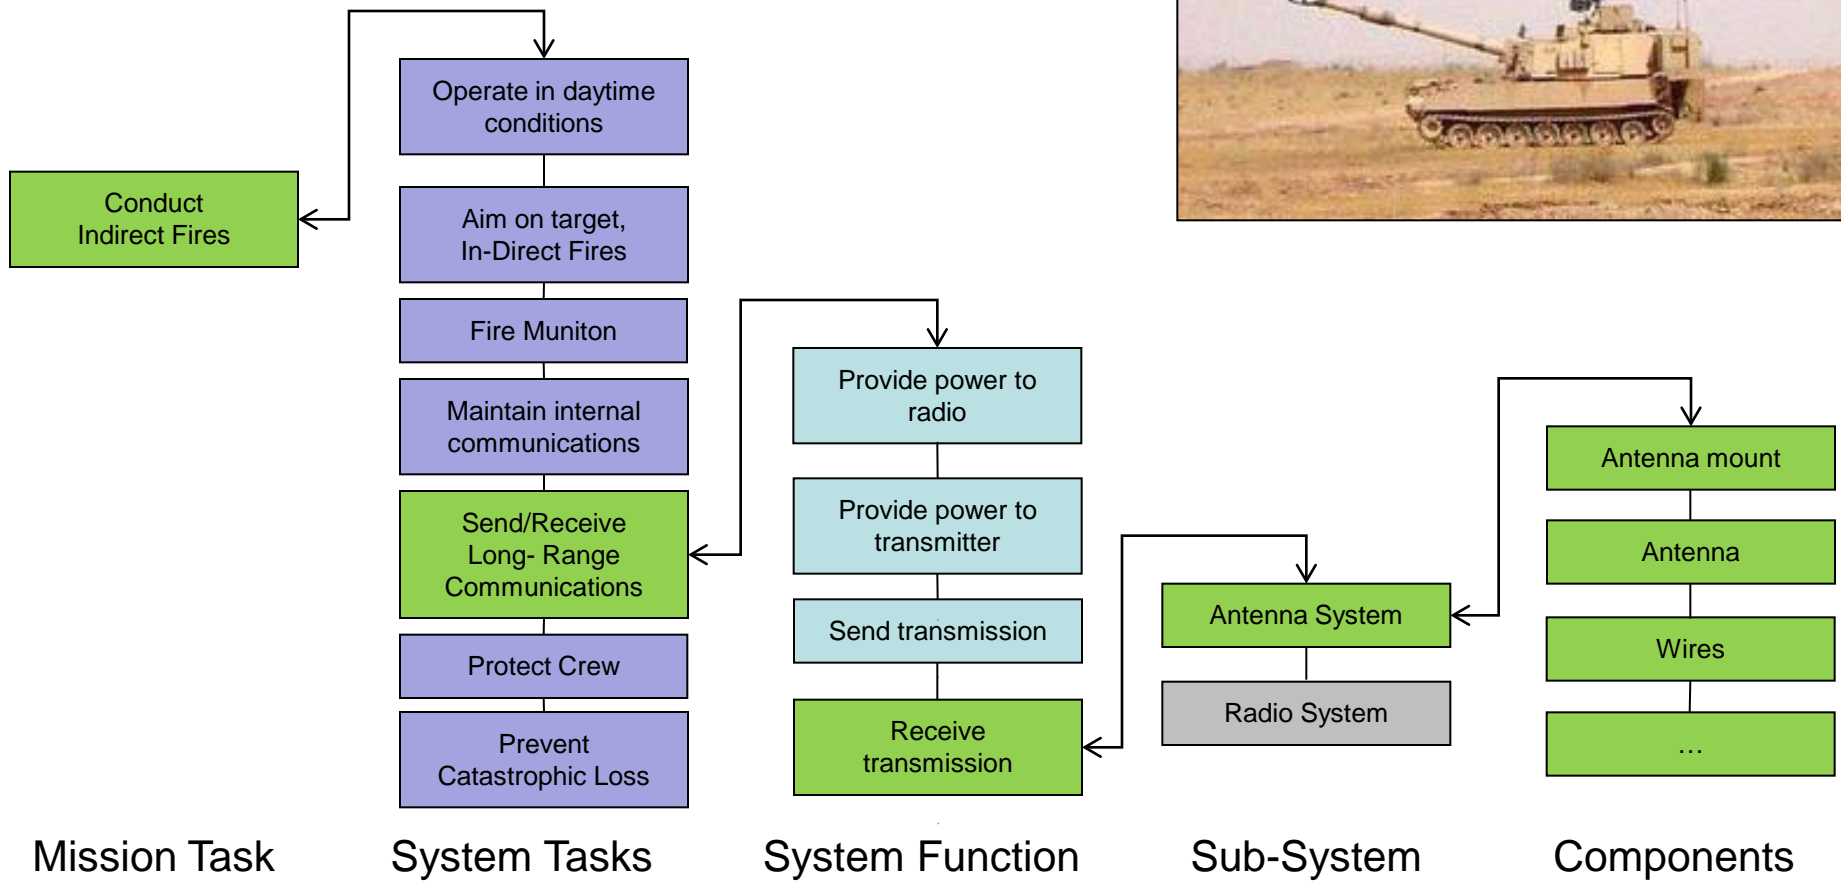 Conduct
Indirect Fires
Operate in daytime
conditions
Aim on target,
In-Direct Fires
Fire Muniton
Maintain internal
communications
Send/Receive
Long- Range
Communications
Protect Crew
Prevent
Catastrophic Loss
Provide power to
radio
Provide power to
transmitter
Send transmission
Receive
transmission
Antenna System
Radio System
Antenna mount
Antenna
Wires
…
Mission Task
System Tasks
System Function
Sub-System
Components